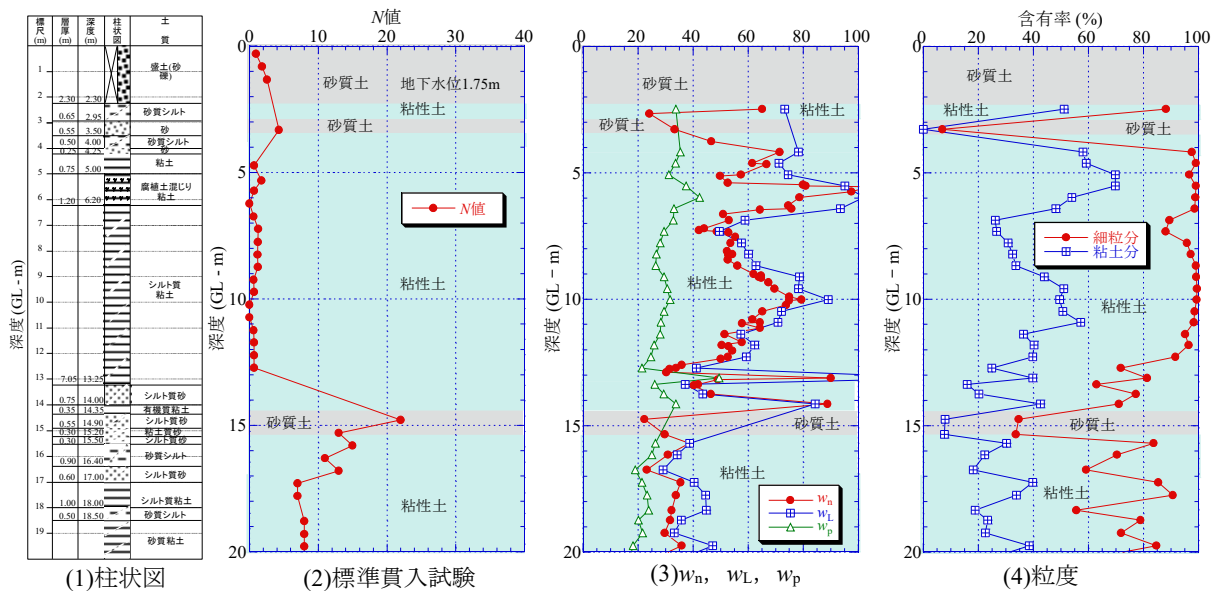 標尺(m) 層厚(m) 深度(m) 柱状図 土質
1
2
3
4
5
6
7
8
9
10
11
12
13
14
15
16
17
18
19
2.30 2.30 盛土(砂礫)
0.65 2.95 砂質シルト
0.55 3.50 砂
0.50 4.00 砂質シルト
0.25 4.25 砂
0.75 5.00 粘土
1.20 6.20 腐植土混じり粘土
7.05 13.25 シルト質粘土
0.75 14.00 シルト質砂
0.35 14.35 有機質粘土
0.55 14.90 シルト質砂
0.30 15.20 粘土質砂
0.30 15.50 シルト質砂
0.90 16.40 砂質シルト
0.60 17.00 シルト質砂
1.00 18.00 シルト質粘土
0.50 18.50 砂質シルト
砂質粘土
(1)柱状図
N値
0 10 20 30 40
0
5
10
15
20
深度 (GL - m)
砂質土
地下水位1.75m
粘性土
砂質土
N値
粘性土
砂質土
粘性土
(2)標準貫入試験
0 20 40 60 80 100
0
5
10
15
20
深度 (GL − m)
砂質土
粘性土
砂質土
粘性土
砂質土
粘性土
wn
wL
wp
(3)wn, wL, wp
含有率 (%)
0 20 40 60 80 100
0
5
10
15
20
深度 (GL − m)
砂質土
粘性土
砂質土
細粒分
粘土分
粘性土
砂質土
粘性土
(4)粒度